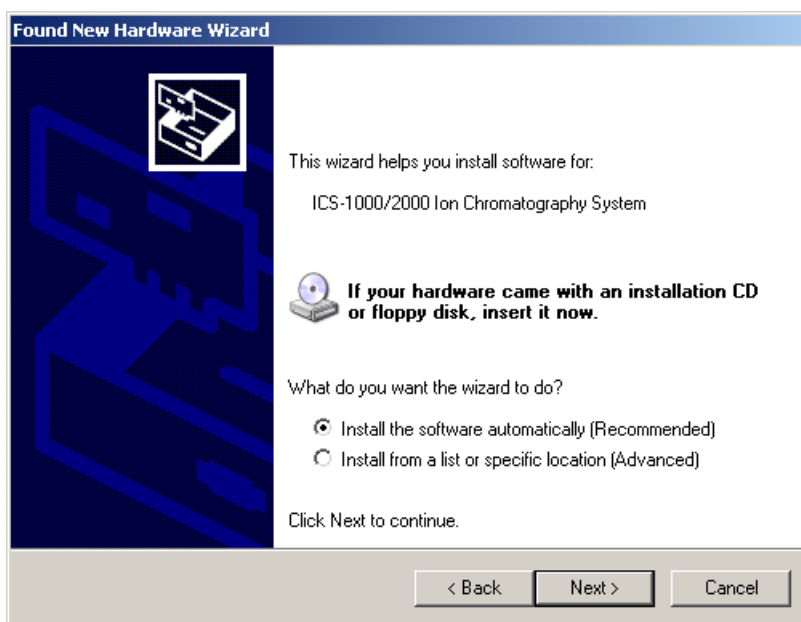 Found New Hardware Wizard
This wizard helps you install software for:
ICS-1000/2000 Ion Chromatography System
If your hardware came with an installation CD
or floppy disk, insert it now.
What do you want the wizard to do?
Install the software automatically (Recommended)
Install from a list or specific location (Advanced)
Click Next to continue.
< Back Next > Cancel